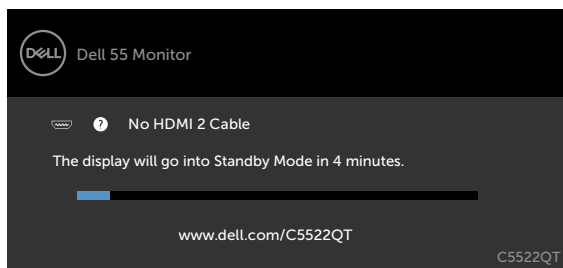 DELL
Dell 55 Monitor
? No HDMI 2 Cable
The display will go into Standby Mode in 4 minutes.
www.dell.com/C5522QT
C5522QT